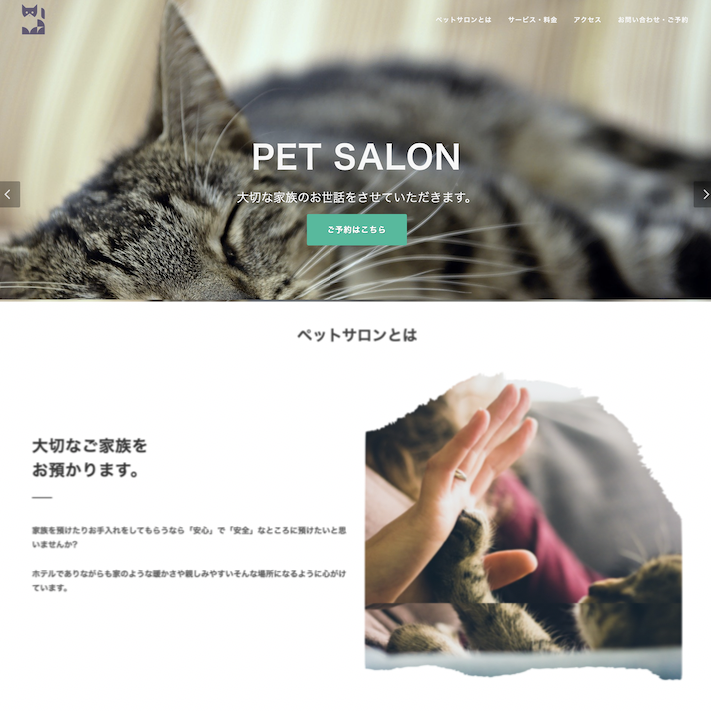 ペットサロンとは サービス・料金 アクセス お問い合わせ・ご予約
PET SALON
大切な家族のお世話をさせていただきます。
ご予約はこちら
ペットサロンとは
大切なご家族を
お預かります。
家族を預けたりお手入れをしてもらうなら「安心」で「安全」なところに預けたいと思
いませんか?
ホテルでありながらも家のような暖かさや親しみやすいそんな場所になるように心がけ
ています。